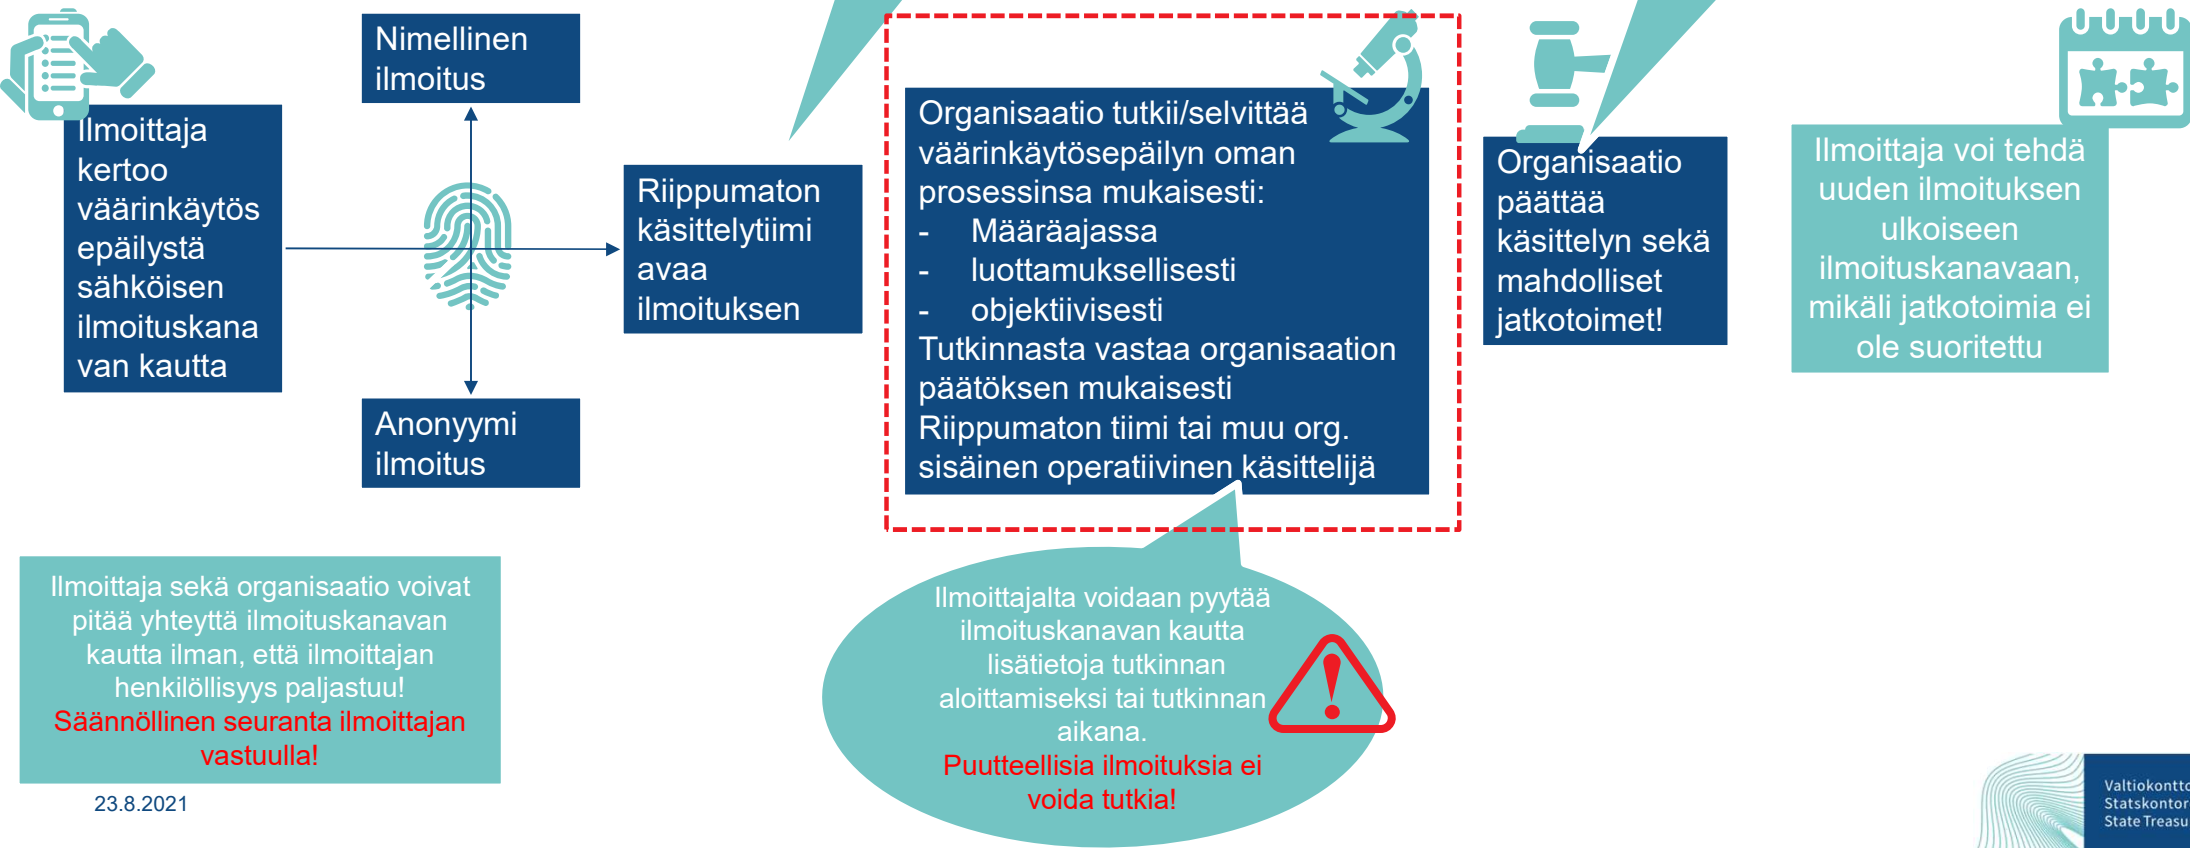 Nimellinen
ilmoitus
Ilmoittaja
kertoo
väärinkäytös
epäilystä
sähköisen
ilmoituskana
van kautta
Anonyymi
ilmoitus
Riippumaton
käsittelytiimi
avaa
ilmoituksen
Organisaatio tutkii/selvittää
väärinkäytösepäilyn oman
prosessinsa mukaisesti:
- Määräajassa
- luottamuksellisesti
- objektiivisesti
Tutkinnasta vastaa organisaation
päätöksen mukaisesti
Riippumaton tiimi tai muu org.
sisäinen operatiivinen käsittelijä
Organisaatio
päättää
käsittelyn sekä
mahdolliset
jatkotoimet!
Ilmoittaja voi tehdä
uuden ilmoituksen
ulkoiseen
ilmoituskanavaan,
mikäli jatkotoimia ei
ole suoritettu
Ilmoittaja sekä organisaatio voivat
pitää yhteyttä ilmoituskanavan
kautta ilman, että ilmoittajan
henkilöllisyys paljastuu!
Säännöllinen seuranta ilmoittajan
vastuulla!
Ilmoittajalta voidaan pyytää
ilmoituskanavan kautta
lisätietoja tutkinnan
aloittamiseksi tai tutkinnan
aikana.
Puutteellisia ilmoituksia ei
voida tutkia!
23.8.2021
Valtiokontto
Statskontor
State Treasu